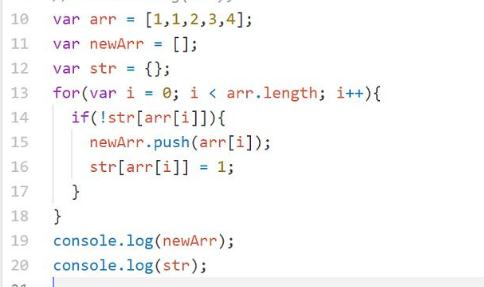 10 var arr = [1,1,2,3,4];
11 var newArr = [];
12 var str = {};
13 for(var i = 0; i < arr.length; i++){
14   if(!str[arr[i]]){
15     newArr.push(arr[i]);
16     str[arr[i]] = 1;
17   }
18 }
19 console.log(newArr);
20 console.log(str);